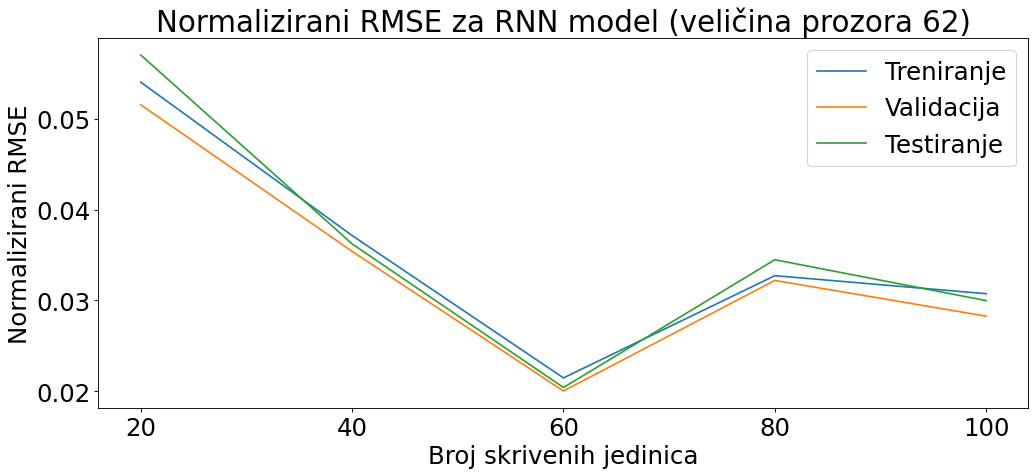 Normalizirani RMSE za RNN model (veličina prozora 62)
Treniranje
Validacija
Testiranje
Normalizirani RMSE
0.05
0.04
0.03
0.02
20 40 60 80 100
Broj skrivenih jedinica